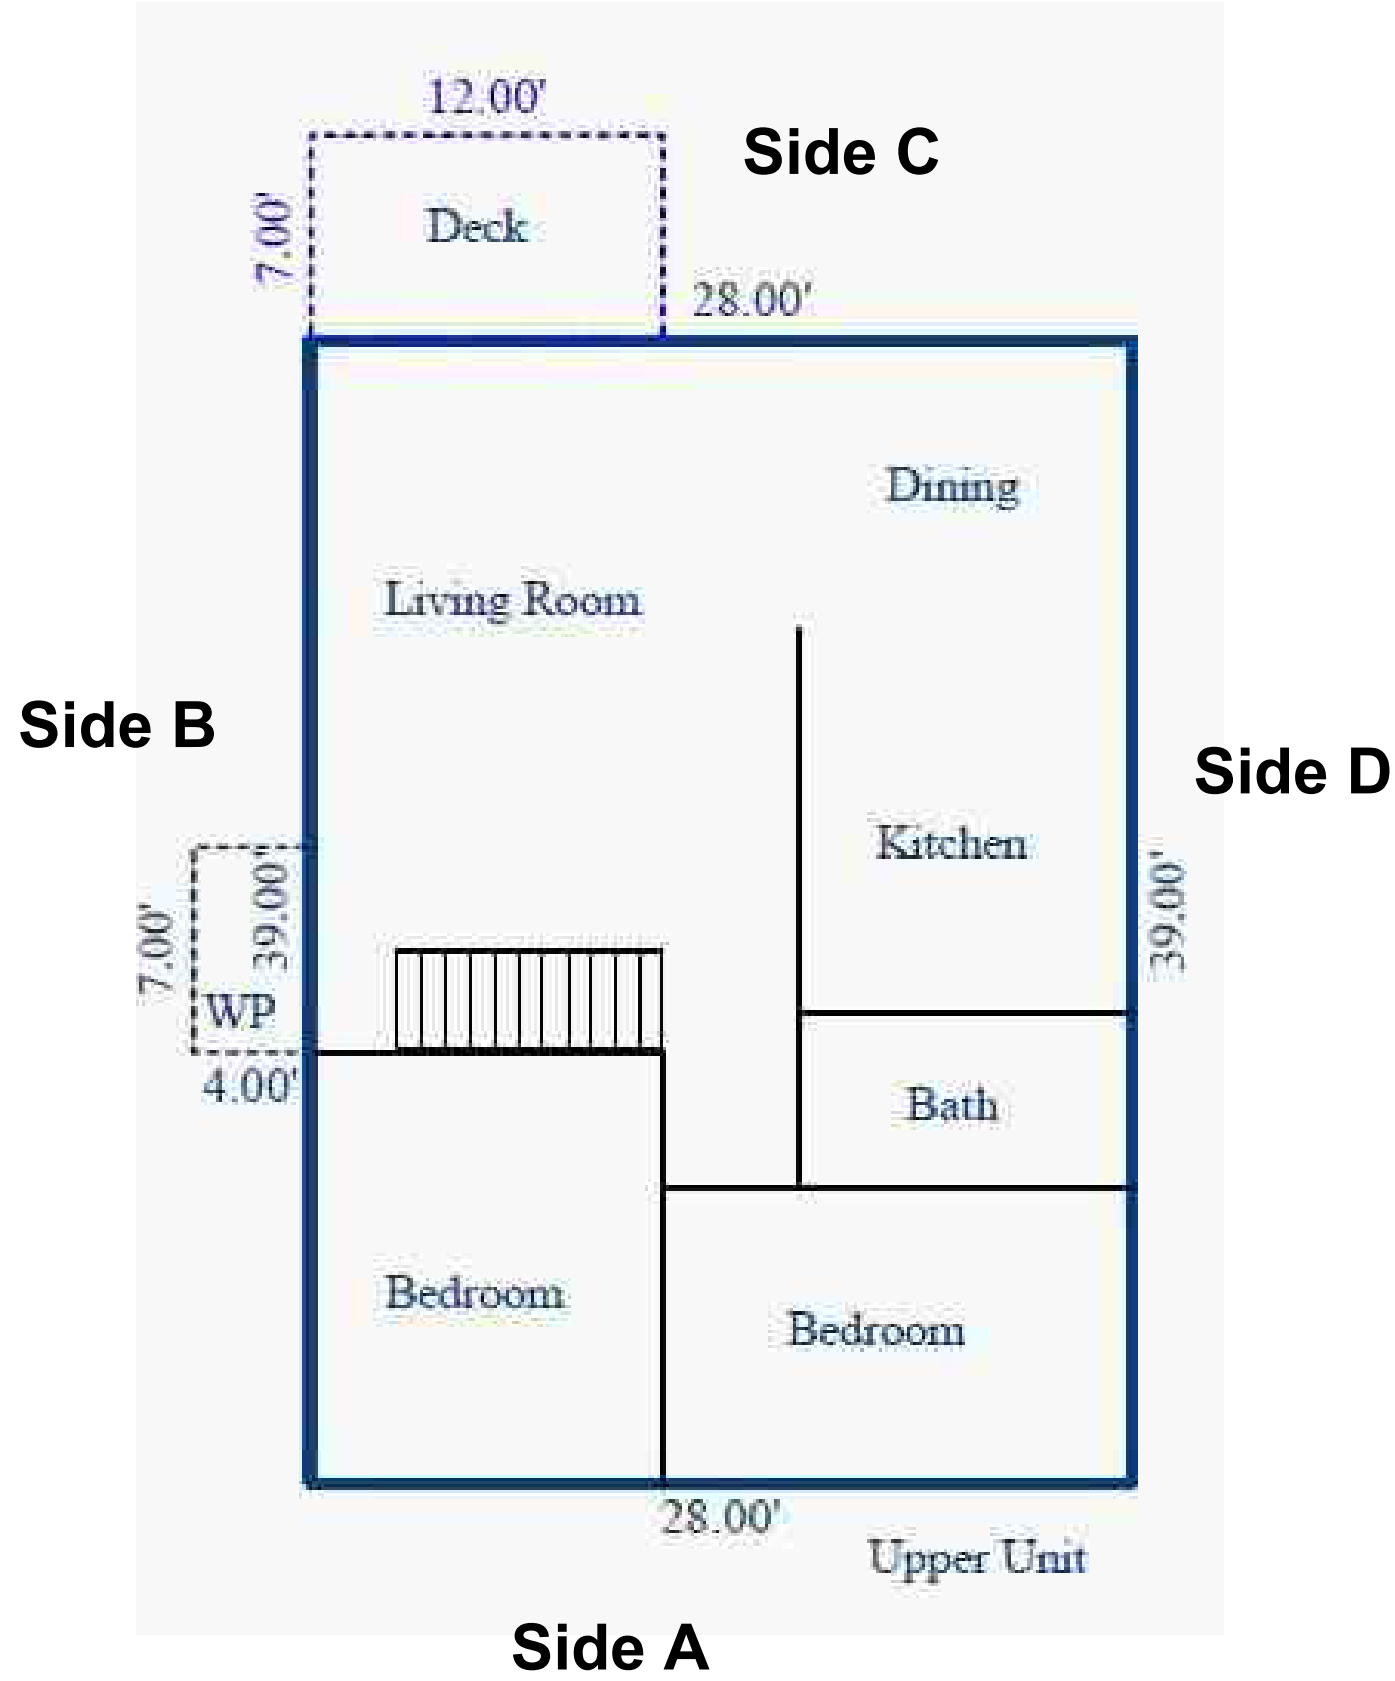 12.00'
Side C
7.00'
Deck
28.00'
Dining
Living Room
Side B
Side D
Kitchen
39.00'
39.00'
7.00'
WP
4.00'
Bath
Bedroom
Bedroom
28.00'
Upper Unit
Side A